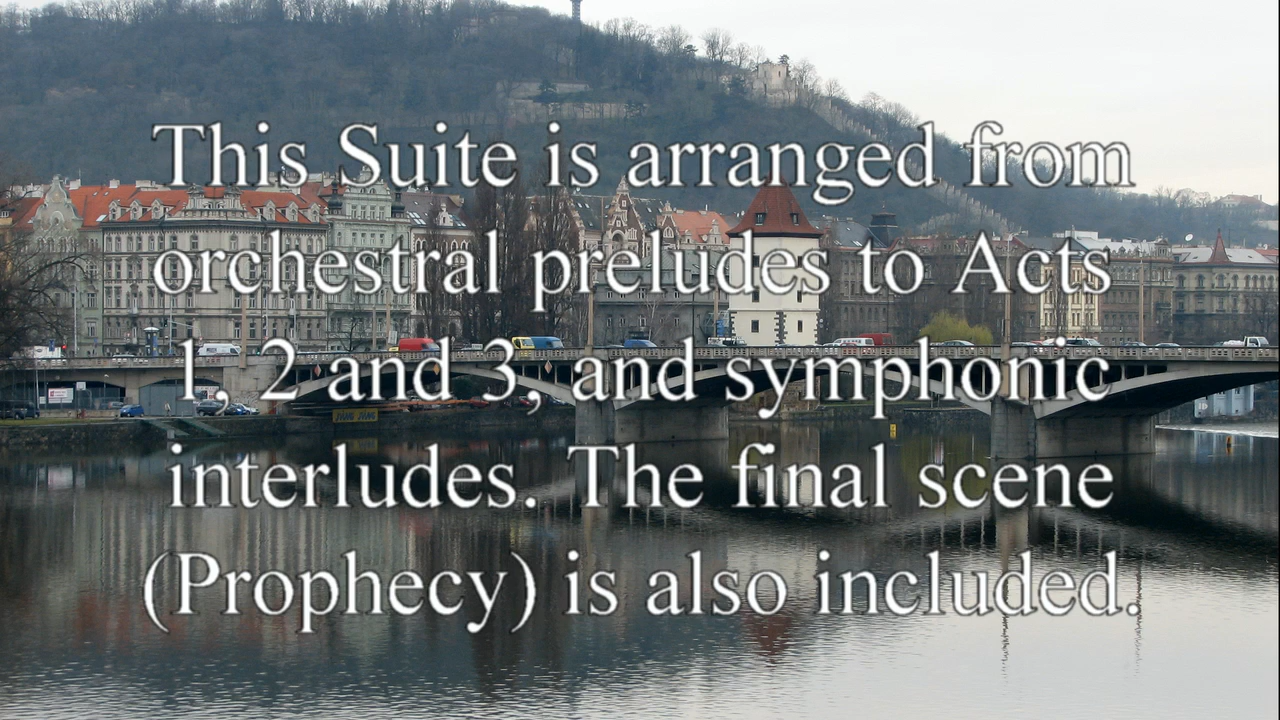 This Suite is arranged from
orchestral preludes to Acts
1, 2 and 3, and symphonic
interludes. The final scene
(Prophecy) is also included.